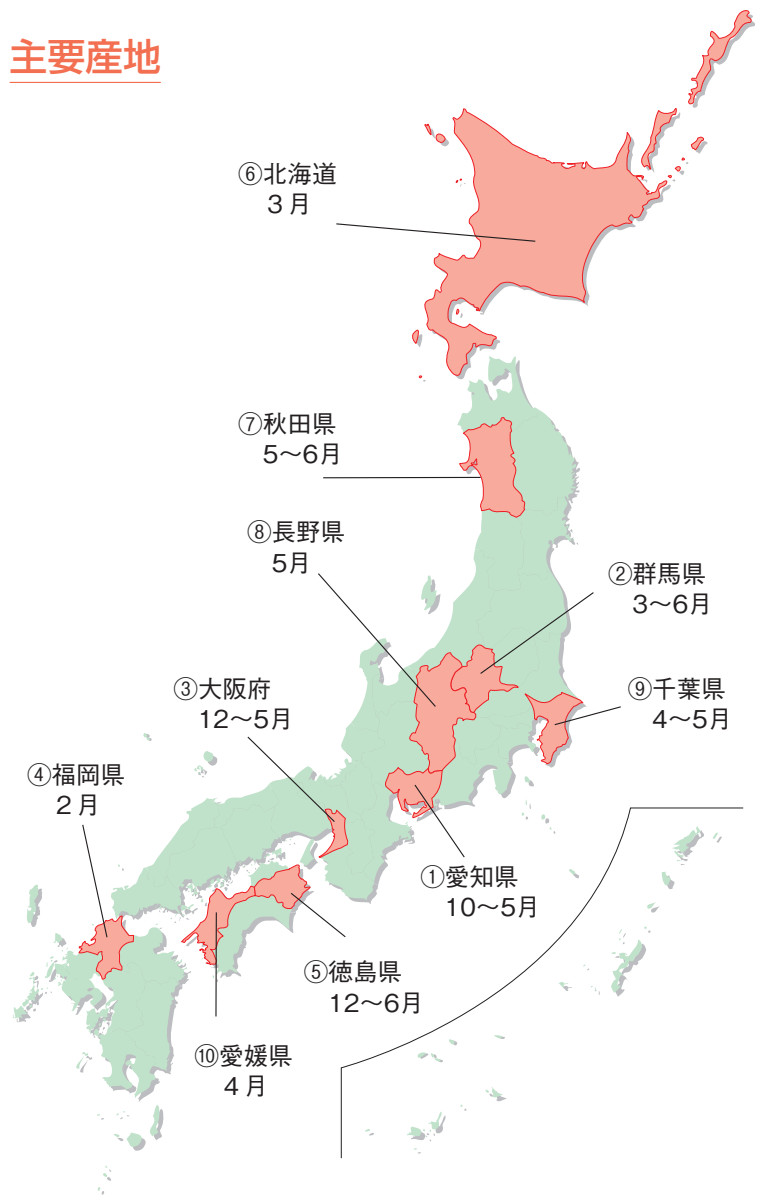 主要産地
⑥北海道
3月
⑦秋田県
5〜6月
⑧長野県
5月
②群馬県
3〜6月
③大阪府
12〜5月
⑨千葉県
4〜5月
④福岡県
2月
①愛知県
10〜5月
⑤徳島県
12〜6月
⑩愛媛県
4月